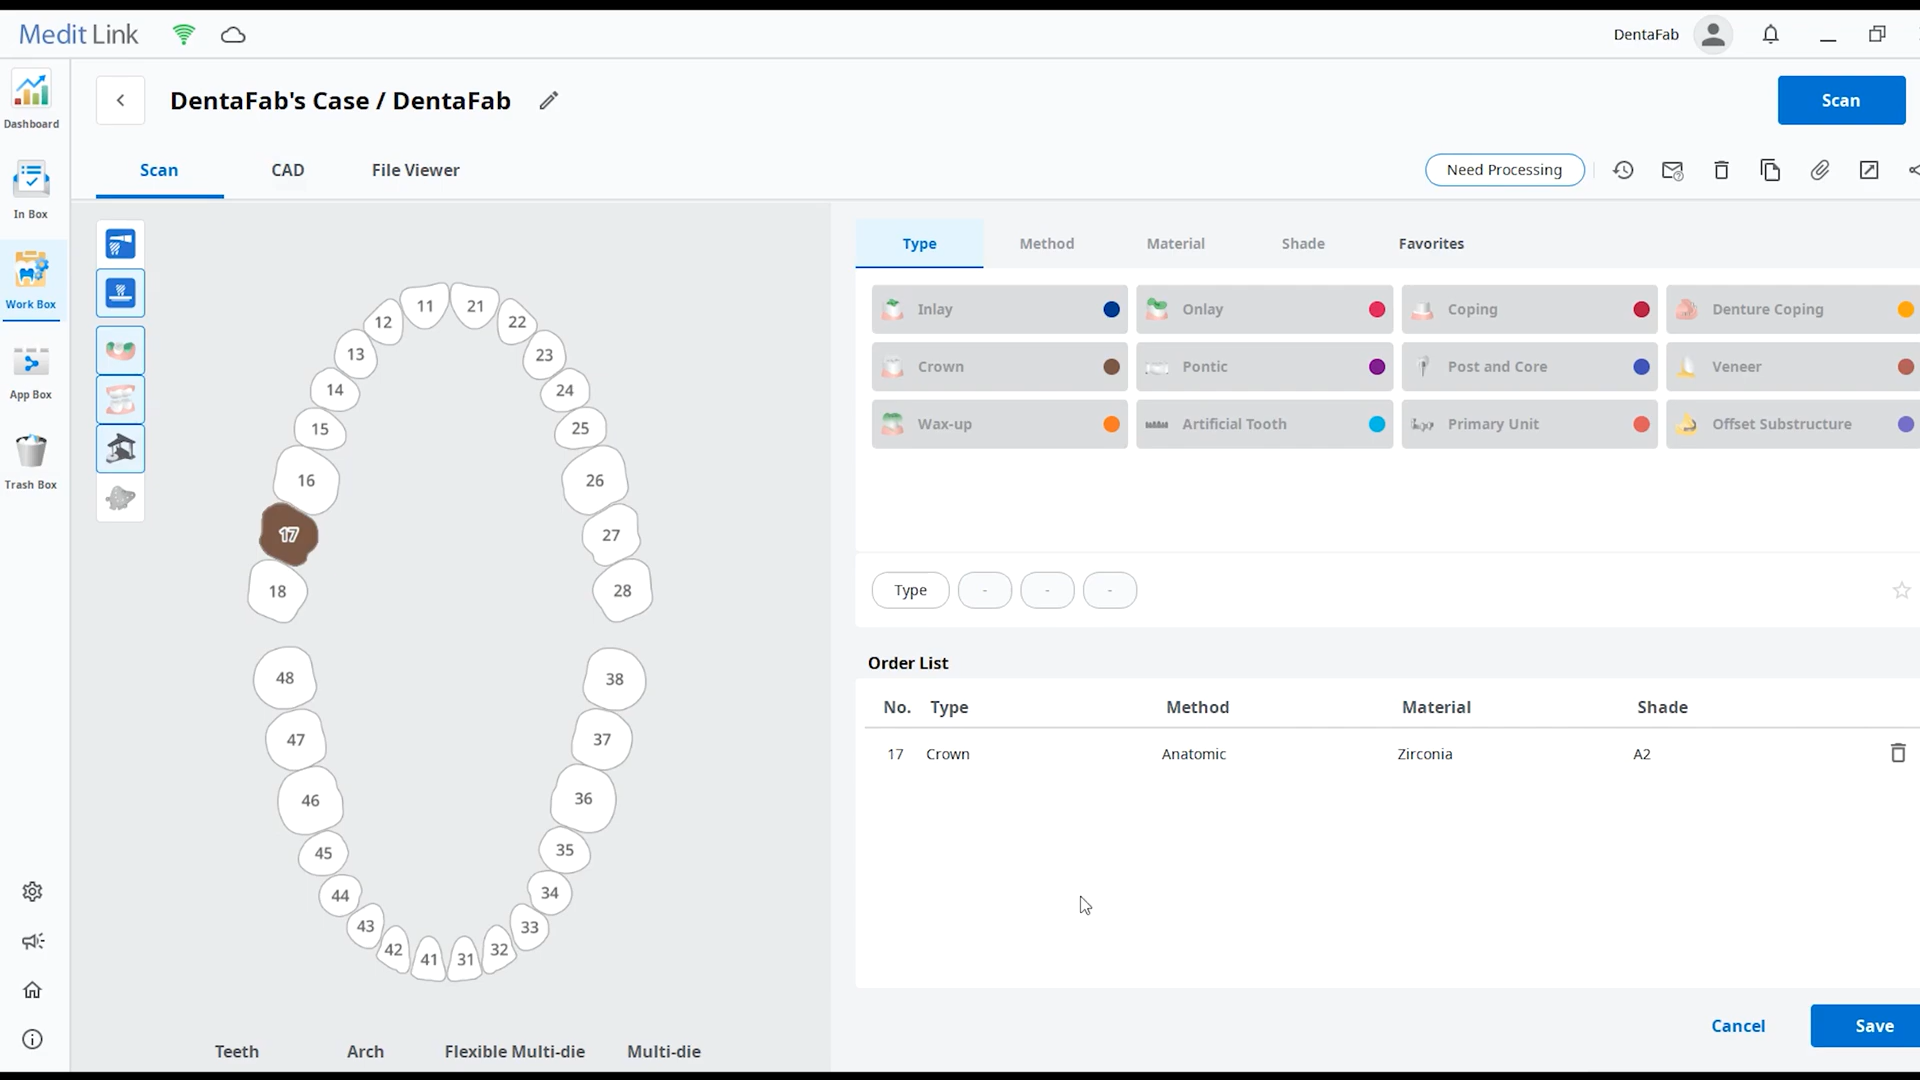 Medit Link
DentaFab
Dashboard
In Box
Work Box
App Box
Trash Box
DentaFab's Case / DentaFab
Scan
Scan CAD File Viewer
Need Processing
11 21
12 22
13 23
14 24
15 25
16 26
17 27
18 28
48 38
47 37
46 36
45 35
44 34
43 33
42 41 31 32
Teeth Arch Flexible Multi-die Multi-die
Type Method Material Shade Favorites
Inlay Onlay Coping Denture Coping
Crown Pontic Post and Core Veneer
Wax-up Artificial Tooth Primary Unit Offset Substructure
Type - - -
Order List
No. Type Method Material Shade
17 Crown Anatomic Zirconia A2
Cancel Save